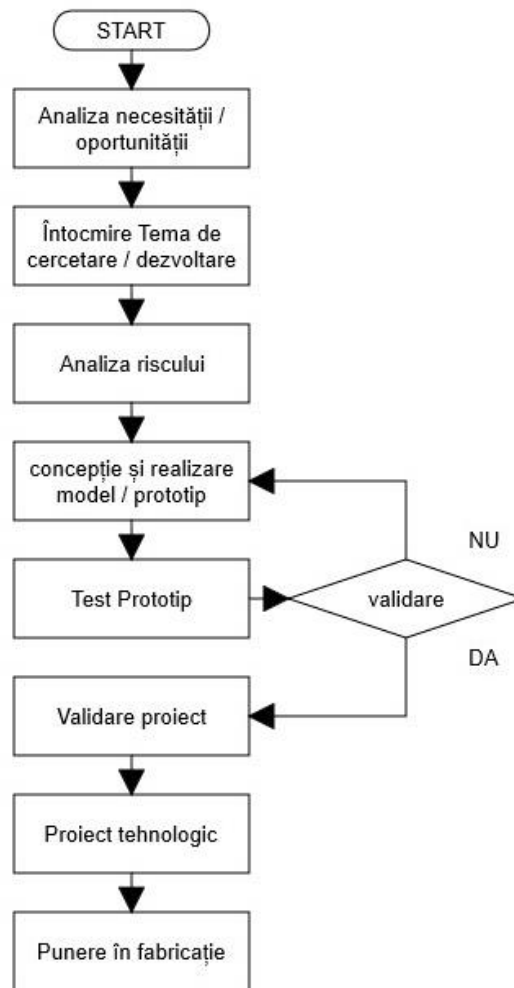 START
Analiza necesității /
oportunității
Întocmire Tema de
cercetare / dezvoltare
Analiza riscului
concepție și realizare
model / prototip
NU
Test Prototip
validare
DA
Validare proiect
Proiect tehnologic
Punere în fabricație